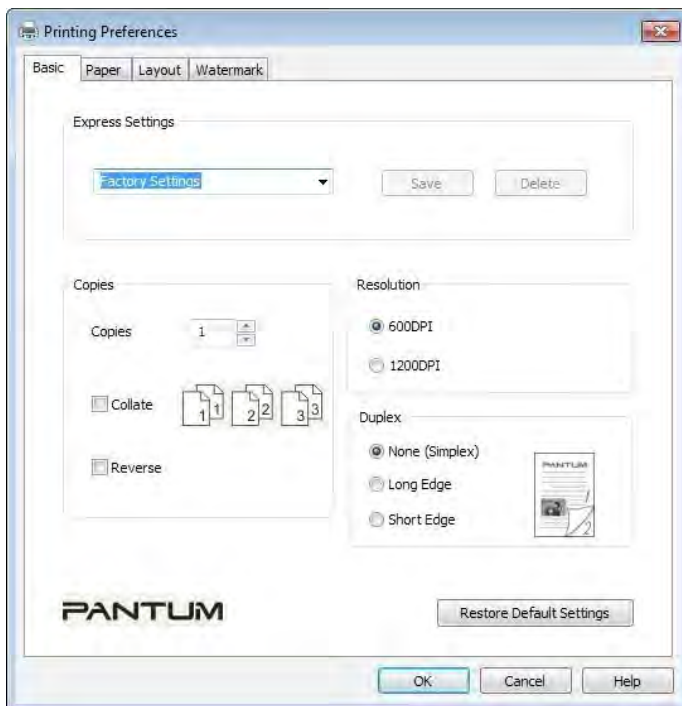 Printing Preferences
Basic Paper Layout Watermark
Express Settings
Factory Settings Save Delete
Copies
Copies 1
Collate 1 1 2 2 3 3
Reverse
Resolution
600DPI
1200DPI
Duplex
None (Simplex)
Long Edge
Short Edge
PANTUM
1
2
PANTUM
Restore Default Settings
OK Cancel Help